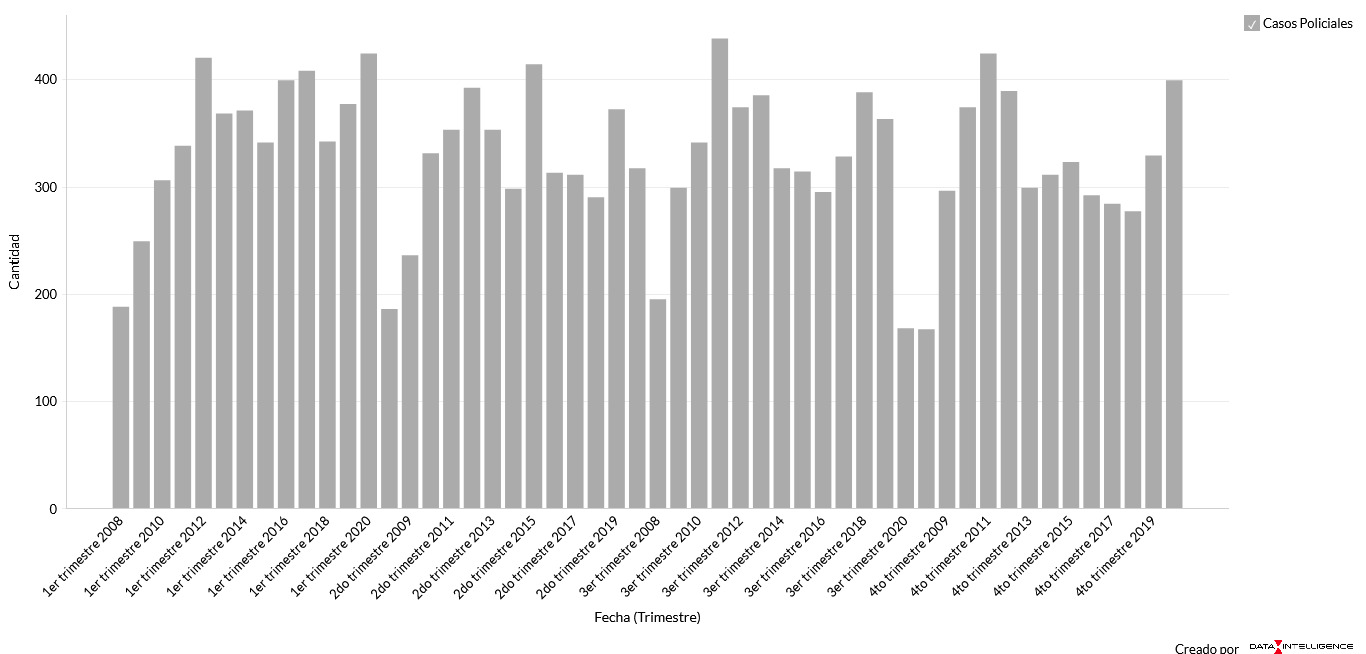 Casos Policiales
400
300
200
100
0
Cantidad
1er trimestre 2008
1er trimestre 2010
1er trimestre 2012
1er trimestre 2014
1er trimestre 2016
1er trimestre 2018
1er trimestre 2020
2do trimestre 2009
2do trimestre 2011
2do trimestre 2013
2do trimestre 2015
2do trimestre 2017
2do trimestre 2019
3er trimestre 2008
3er trimestre 2010
3er trimestre 2012
3er trimestre 2014
3er trimestre 2016
3er trimestre 2018
3er trimestre 2020
4to trimestre 2009
4to trimestre 2011
4to trimestre 2013
4to trimestre 2015
4to trimestre 2017
4to trimestre 2019
Fecha (Trimestre)
Creado por DATA INTELLIGENCE